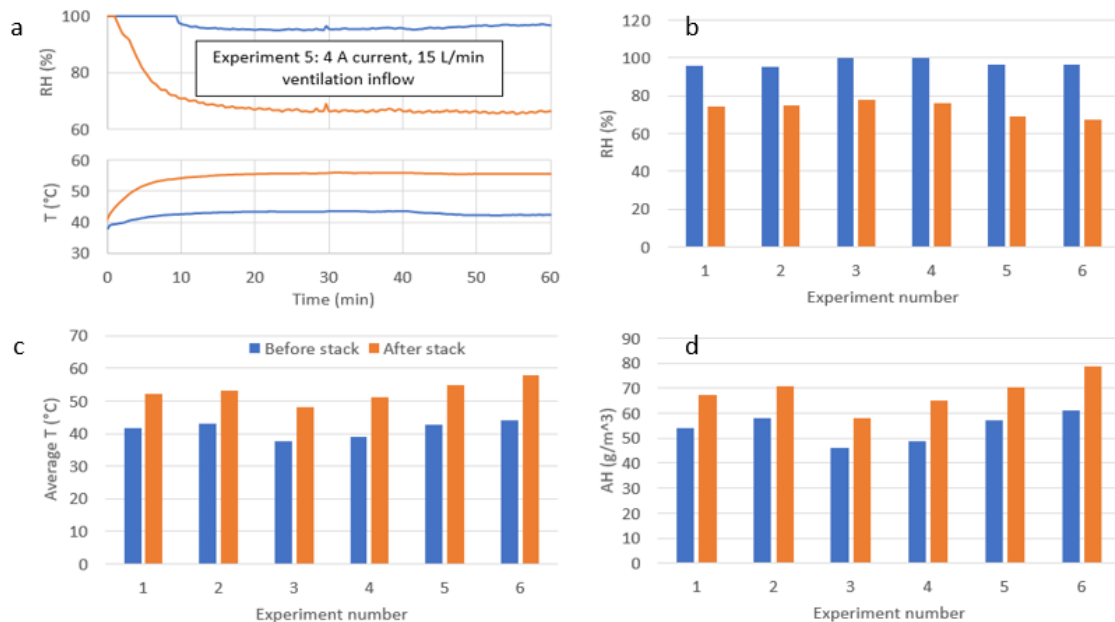 a
RH (%)
100
80
60
Experiment 5: 4 A current, 15 L/min
ventilation inflow
T (°C)
60
50
40
30
0 10 20 30 40 50 60
Time (min)
b
RH (%)
120
100
80
60
40
20
0
1 2 3 4 5 6
Experiment number
c
Average T (°C)
70
60
50
40
30
20
10
0
Before stack After stack
1 2 3 4 5 6
Experiment number
d
AH (g/m^3)
90
80
70
60
50
40
30
20
10
0
1 2 3 4 5 6
Experiment number